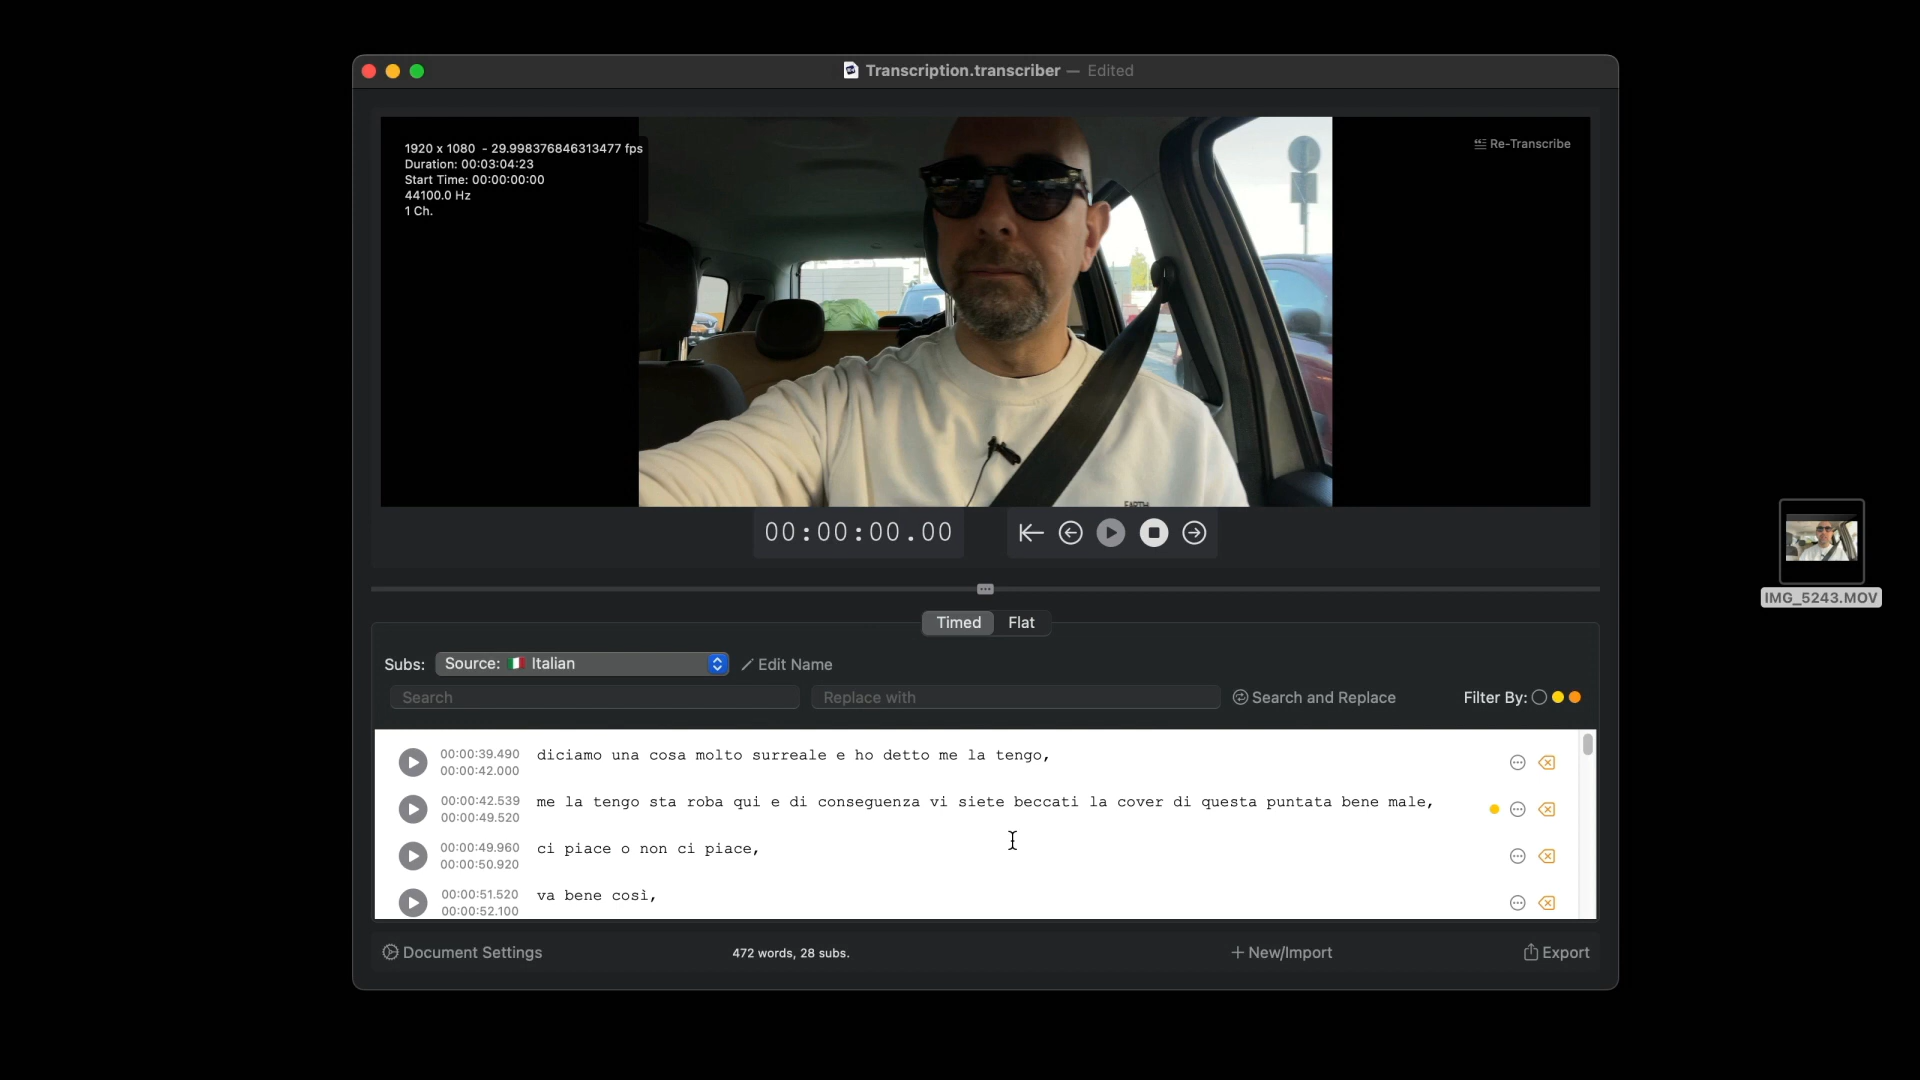 Transcription.transcriber — Edited
1920 x 1080 - 29.998376846313477 fps
Duration: 00:03:04:23
Start Time: 00:00:00:00
44100.0 Hz
1 Ch.
Re-Transcribe
EARTH
00:00:00.00
IMG_5243.MOV
Timed Flat
Subs: Source: Italian Edit Name
Search Replace with Search and Replace Filter By:
00:00:39.490 diciamo una cosa molto surreale e ho detto me la tengo,
00:00:42.000
00:00:42.539 me la tengo sta roba qui e di conseguenza vi siete beccati la cover di questa puntata bene male,
00:00:49.520
00:00:49.960 ci piace o non ci piace,
00:00:50.920
00:00:51.520 va bene così,
00:00:52.100
Document Settings 472 words, 28 subs. New/Import Export